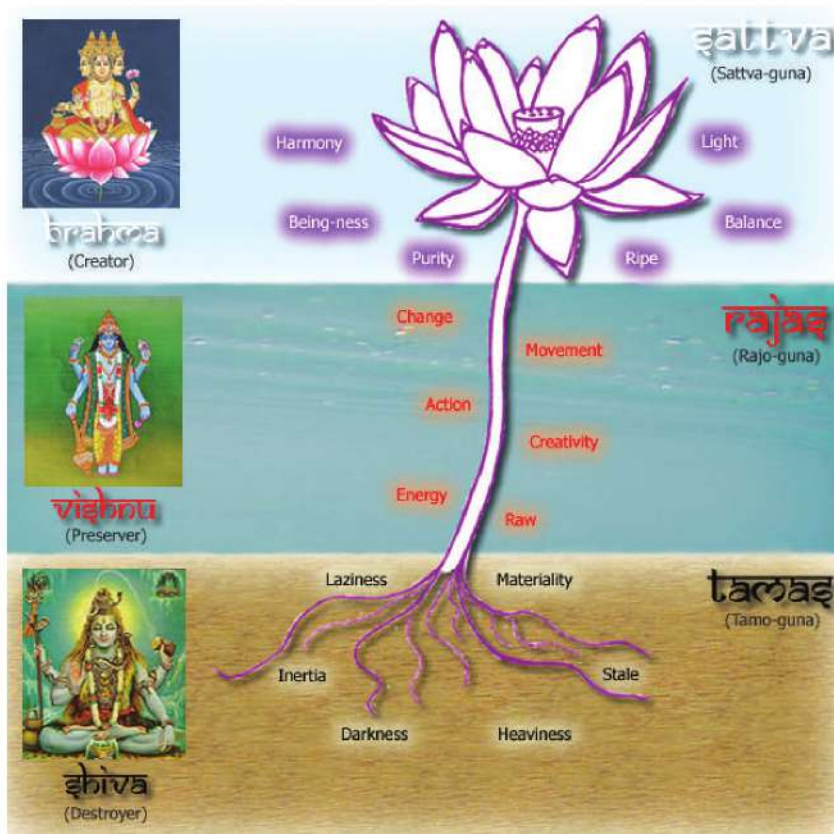 sattva
(Sattva-guna)
Harmony
Light
Being-ness
Balance
brahma
(Creator)
Purity
Ripe
Change
rajas
(Rajo-guna)
Movement
Action
Creativity
Energy
Raw
vishnu
(Preserver)
Laziness
Materiality
tamas
(Tamo-guna)
Inertia
Stale
Darkness
Heaviness
shiva
(Destroyer)